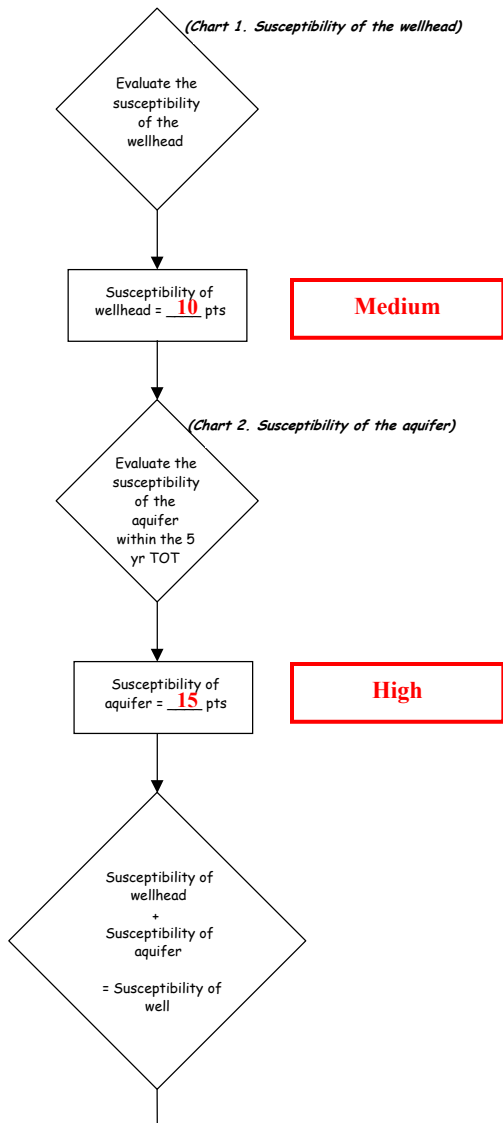 (Chart 1. Susceptibility of the wellhead)
Evaluate the
susceptibility
of the
wellhead
Susceptibility of
wellhead = 10 pts
Medium
(Chart 2. Susceptibility of the aquifer)
Evaluate the
susceptibility
of the
aquifer
within the 5
yr TOT
Susceptibility of
aquifer = 15 pts
High
Susceptibility of
wellhead
+
Susceptibility of
aquifer
= Susceptibility of
well